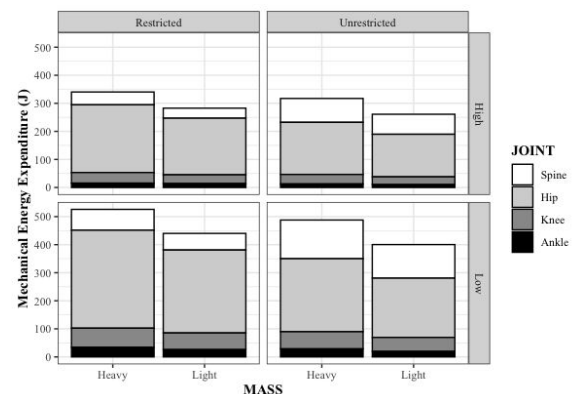 Restricted
Unrestricted
Mechanical Energy Expenditure (J)
500
400
300
200
100
0
High
500
400
300
200
100
0
Low
Heavy
Light
Heavy
Light
MASS
JOINT
Spine
Hip
Knee
Ankle